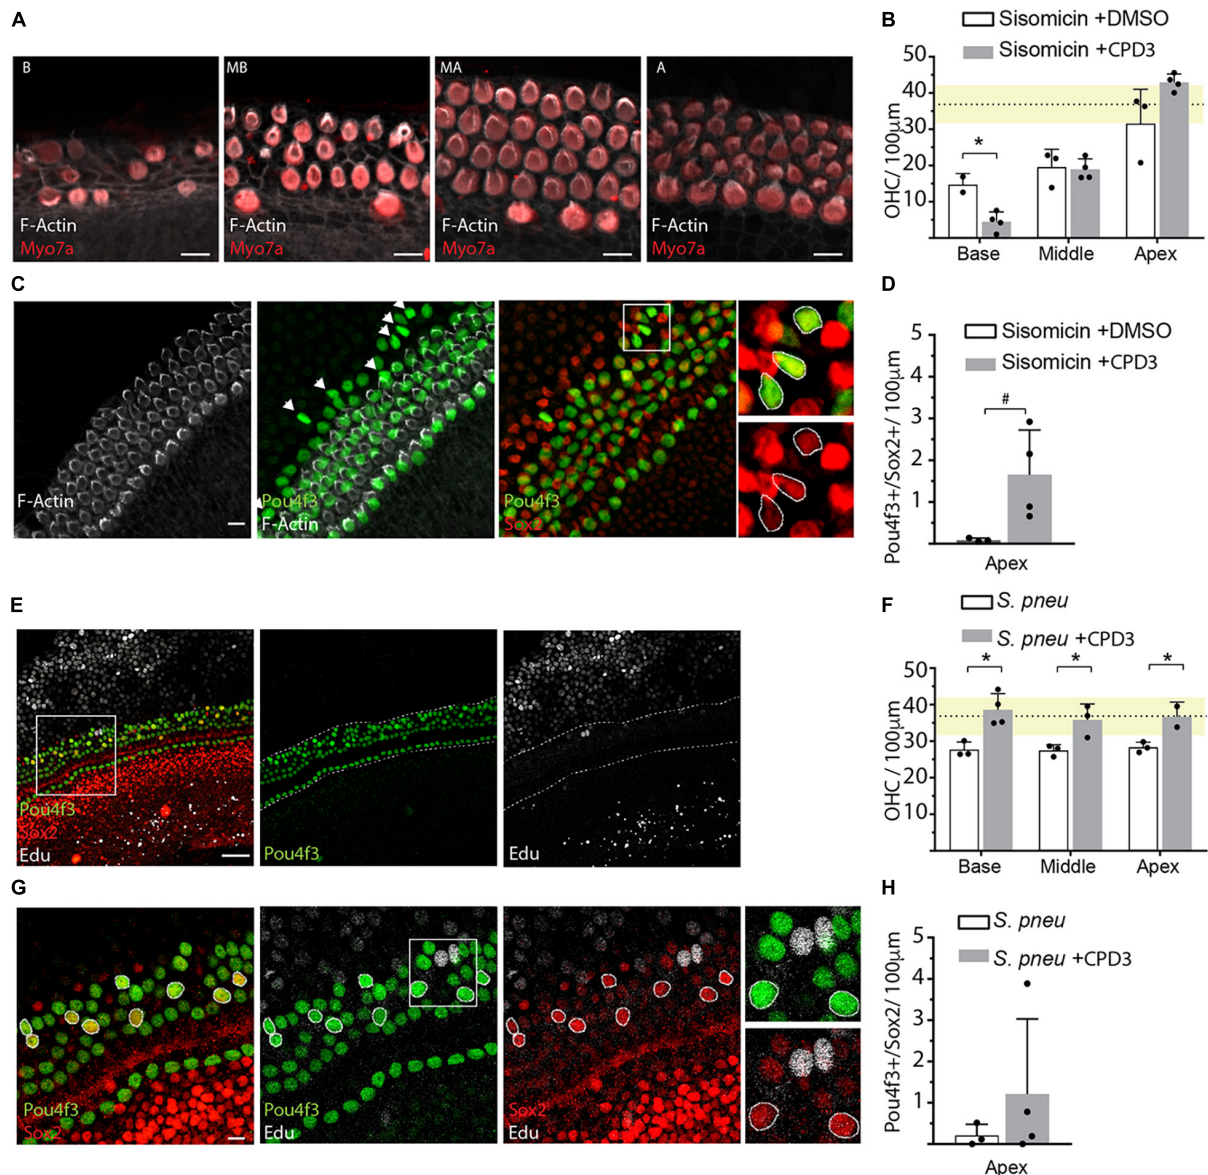 A
B
F-Actin
Myo7a
MB
F-Actin
Myo7a
MA
F-Actin
Myo7a
A
F-Actin
Myo7a
B
Sisomicin +DMSO
Sisomicin +CPD3
OHC/ 100µm
50
40
30
20
10
*
Base
Middle
Apex
C
F-Actin
Pou4f3
F-Actin
Pou4f3
Sox2
D
Sisomicin +DMSO
Sisomicin +CPD3
Pou4f3+/Sox2+/ 100µm
5
4
3
2
1
#
Apex
E
Pou4f3
Sox2
Edu
Pou4f3
Edu
F
S. pneu
S. pneu +CPD3
OHC / 100µm
50
40
30
20
10
*
*
*
Base
Middle
Apex
G
Pou4f3
Sox2
Pou4f3
Edu
Sox2
Edu
H
S. pneu
S. pneu +CPD3
Pou4f3+/Sox2/ 100µm
5
4
3
2
1
Apex